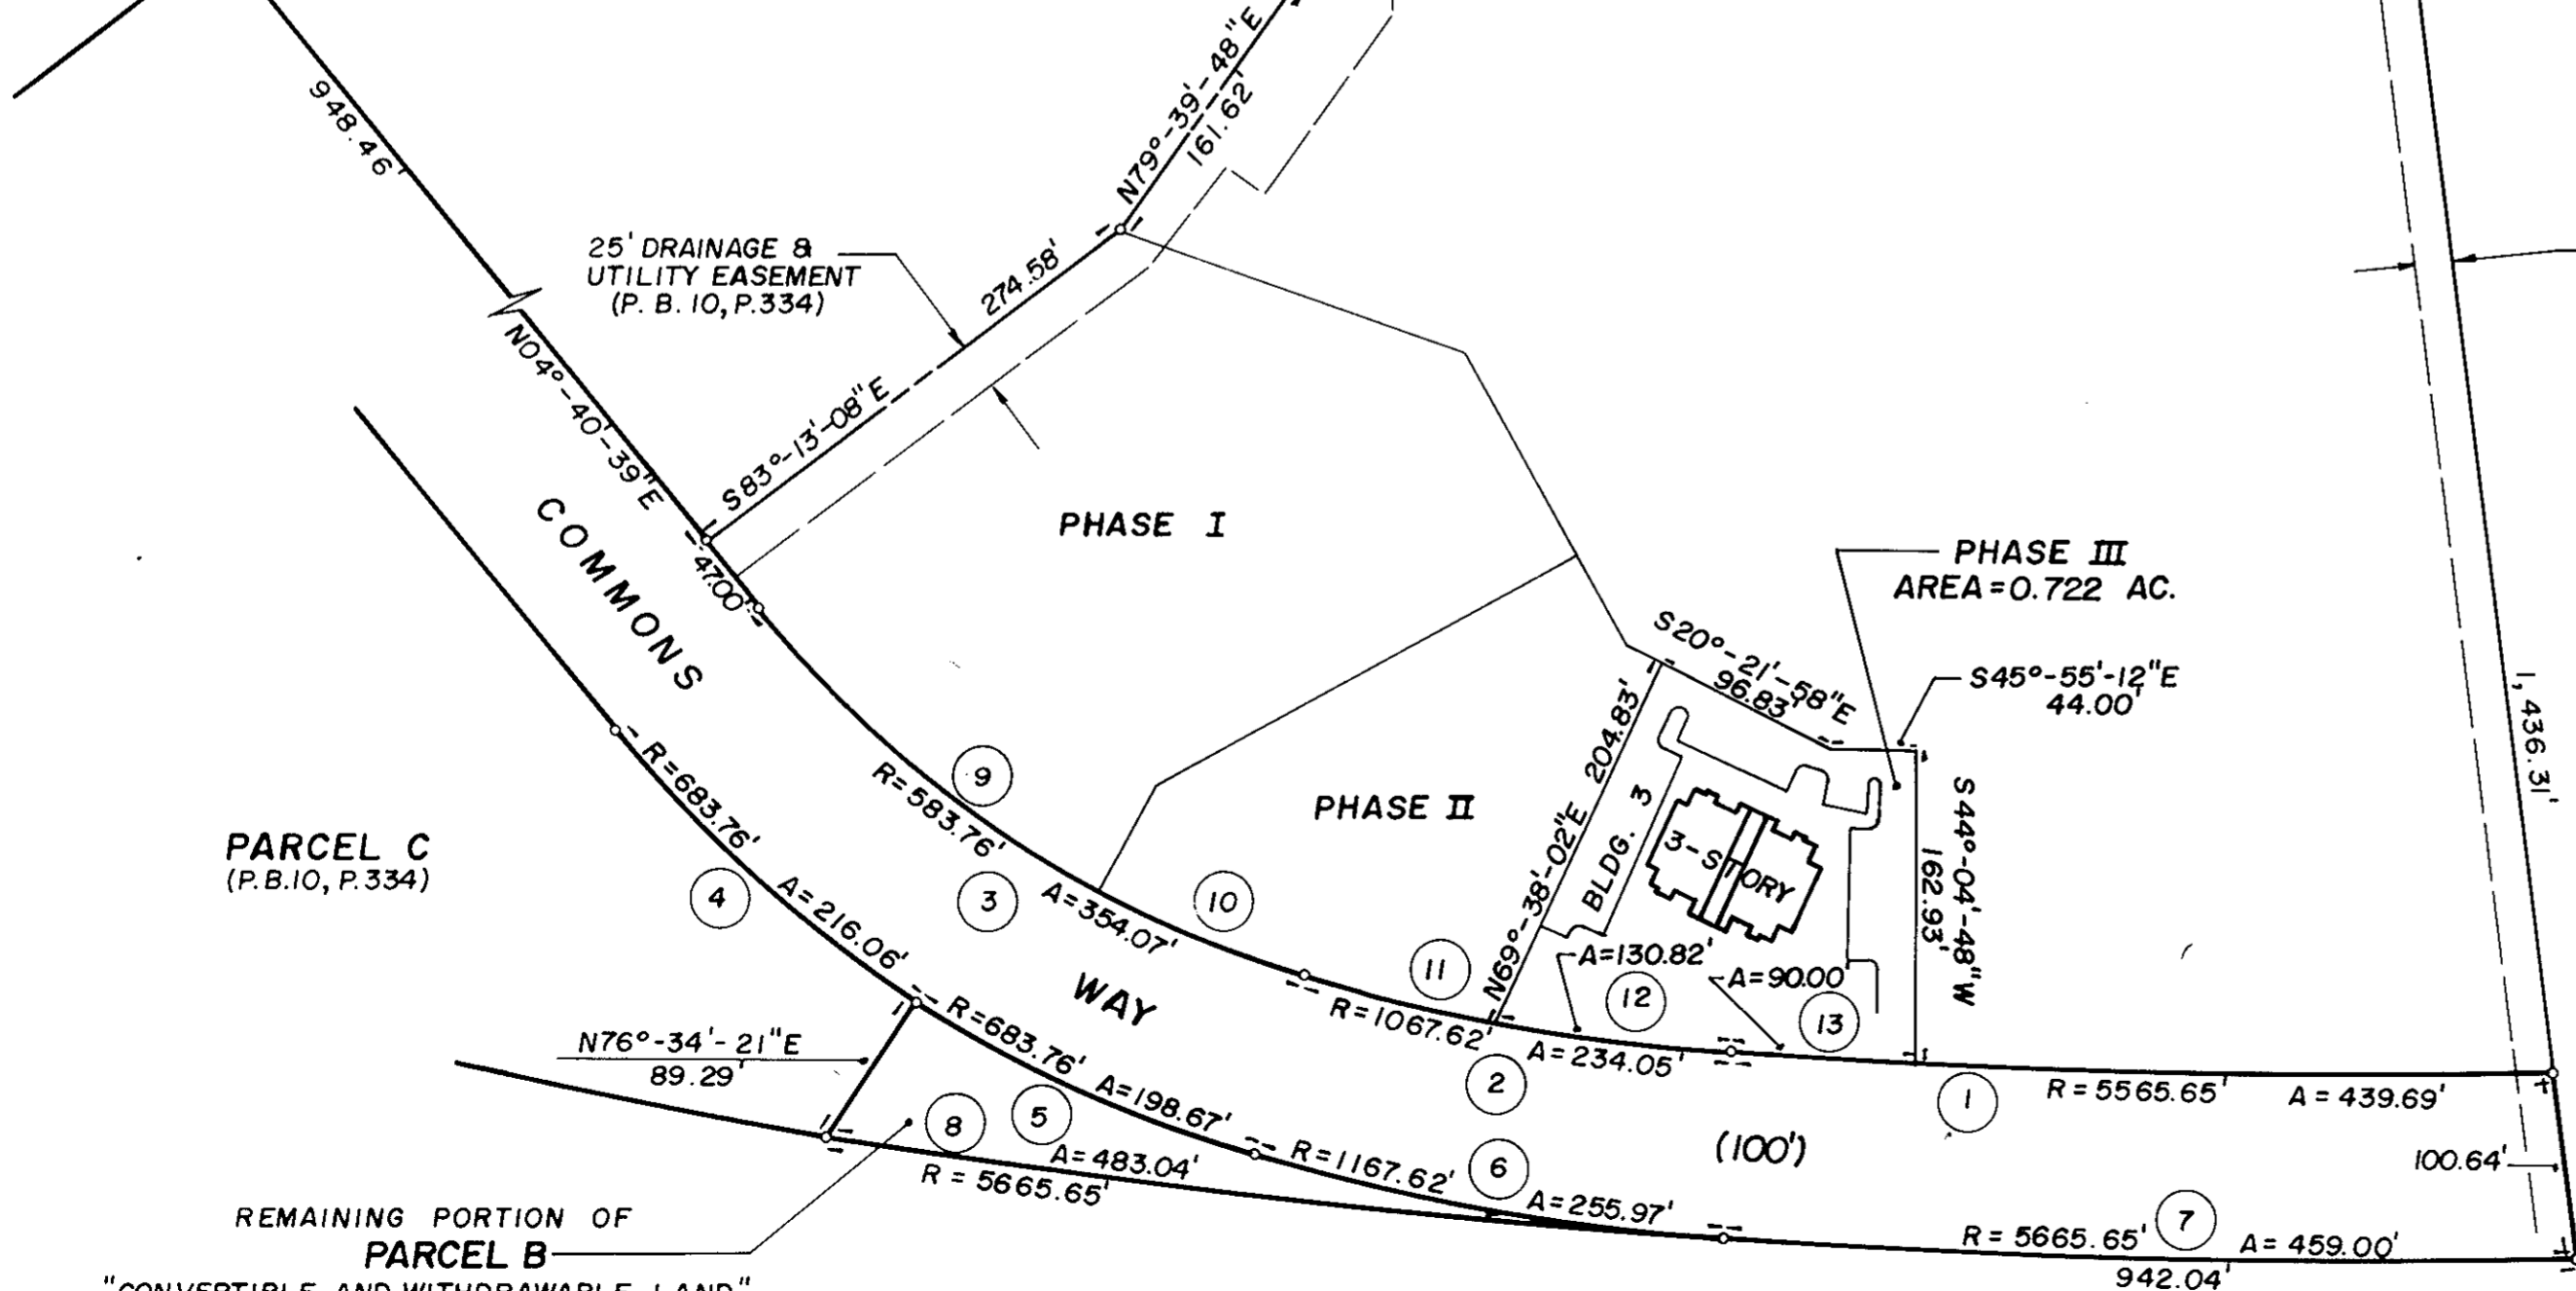 948.46'
N79°-39'-48"E
161.62'
25' DRAINAGE &
UTILITY EASEMENT
(P. B. 10, P.334)
274.58'
S83°-13'-08"E
N04°-40'-39"E
47.00'
COMMONS
WAY
(100')
PHASE I
PHASE II
PHASE III
AREA=0.722 AC.
S20°-21'-58"E
96.83'
S45°-55'-12"E
44.00'
S44°-04'-48"W
162.93'
1,436.31'
N69°-38'-02"E 204.83'
BLDG. 3
3-STORY
PARCEL C
(P.B.10, P.334)
R=683.76'
4
A=216.06'
R=583.76'
9
3
A=354.07'
10
11
R=1067.62'
2
A=234.05'
A=130.82'
12
A=90.00'
13
1
R=5565.65' A=439.69'
N76°-34'-21"E
89.29'
R=683.76'
5
A=198.67'
8
A=483.04'
R=5665.65'
R=1167.62'
6
A=255.97'
100.64'
7
R=5665.65' A=459.00'
942.04'
REMAINING PORTION OF
PARCEL B
"CONVERTIBLE AND WITHDRAWABLE LAND"